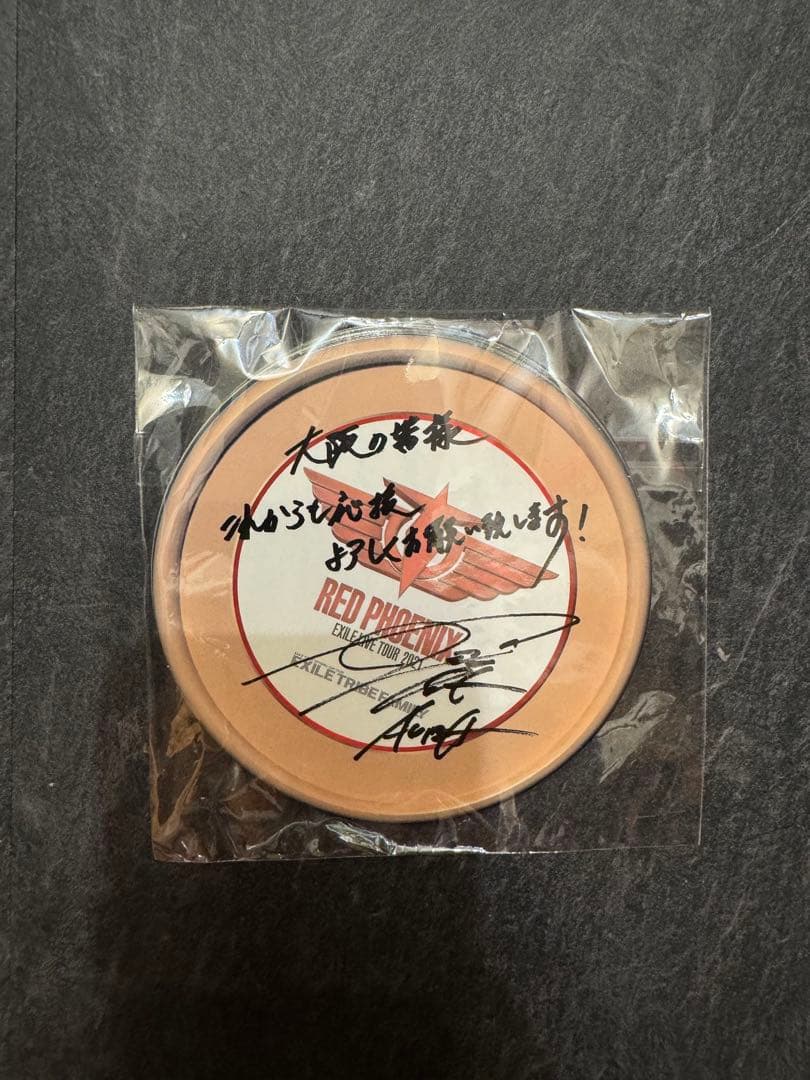 大阪の皆様
これからも応援
よろしくお願い致します!
RED PHOENIX
EXILE LIVE TOUR 2021
EXILE TRIBE FAMILY